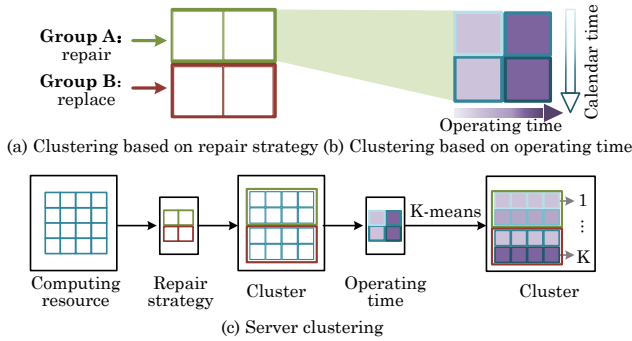 Group A:
repair
Group B:
replace
Calendar time
Operating time
(a) Clustering based on repair strategy (b) Clustering based on operating time
K-means
1
⋮
K
Computing
resource
Repair
strategy
Cluster
Operating
time
Cluster
(c) Server clustering